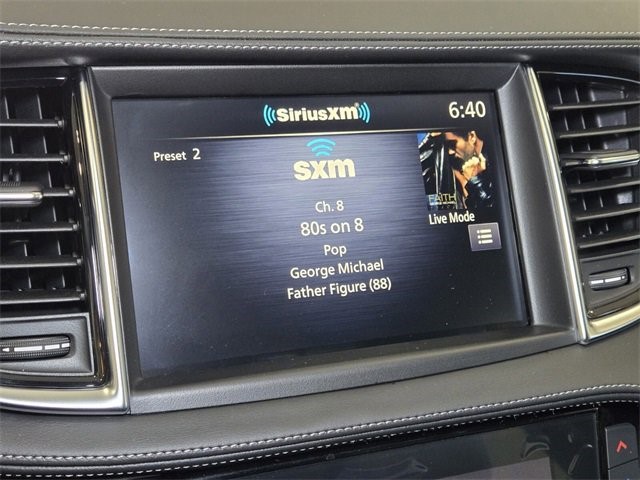 SiriusXM
6:40
Preset 2
sxm
Ch. 8
80s on 8
Pop
George Michael
Father Figure (88)
FAITH
Live Mode